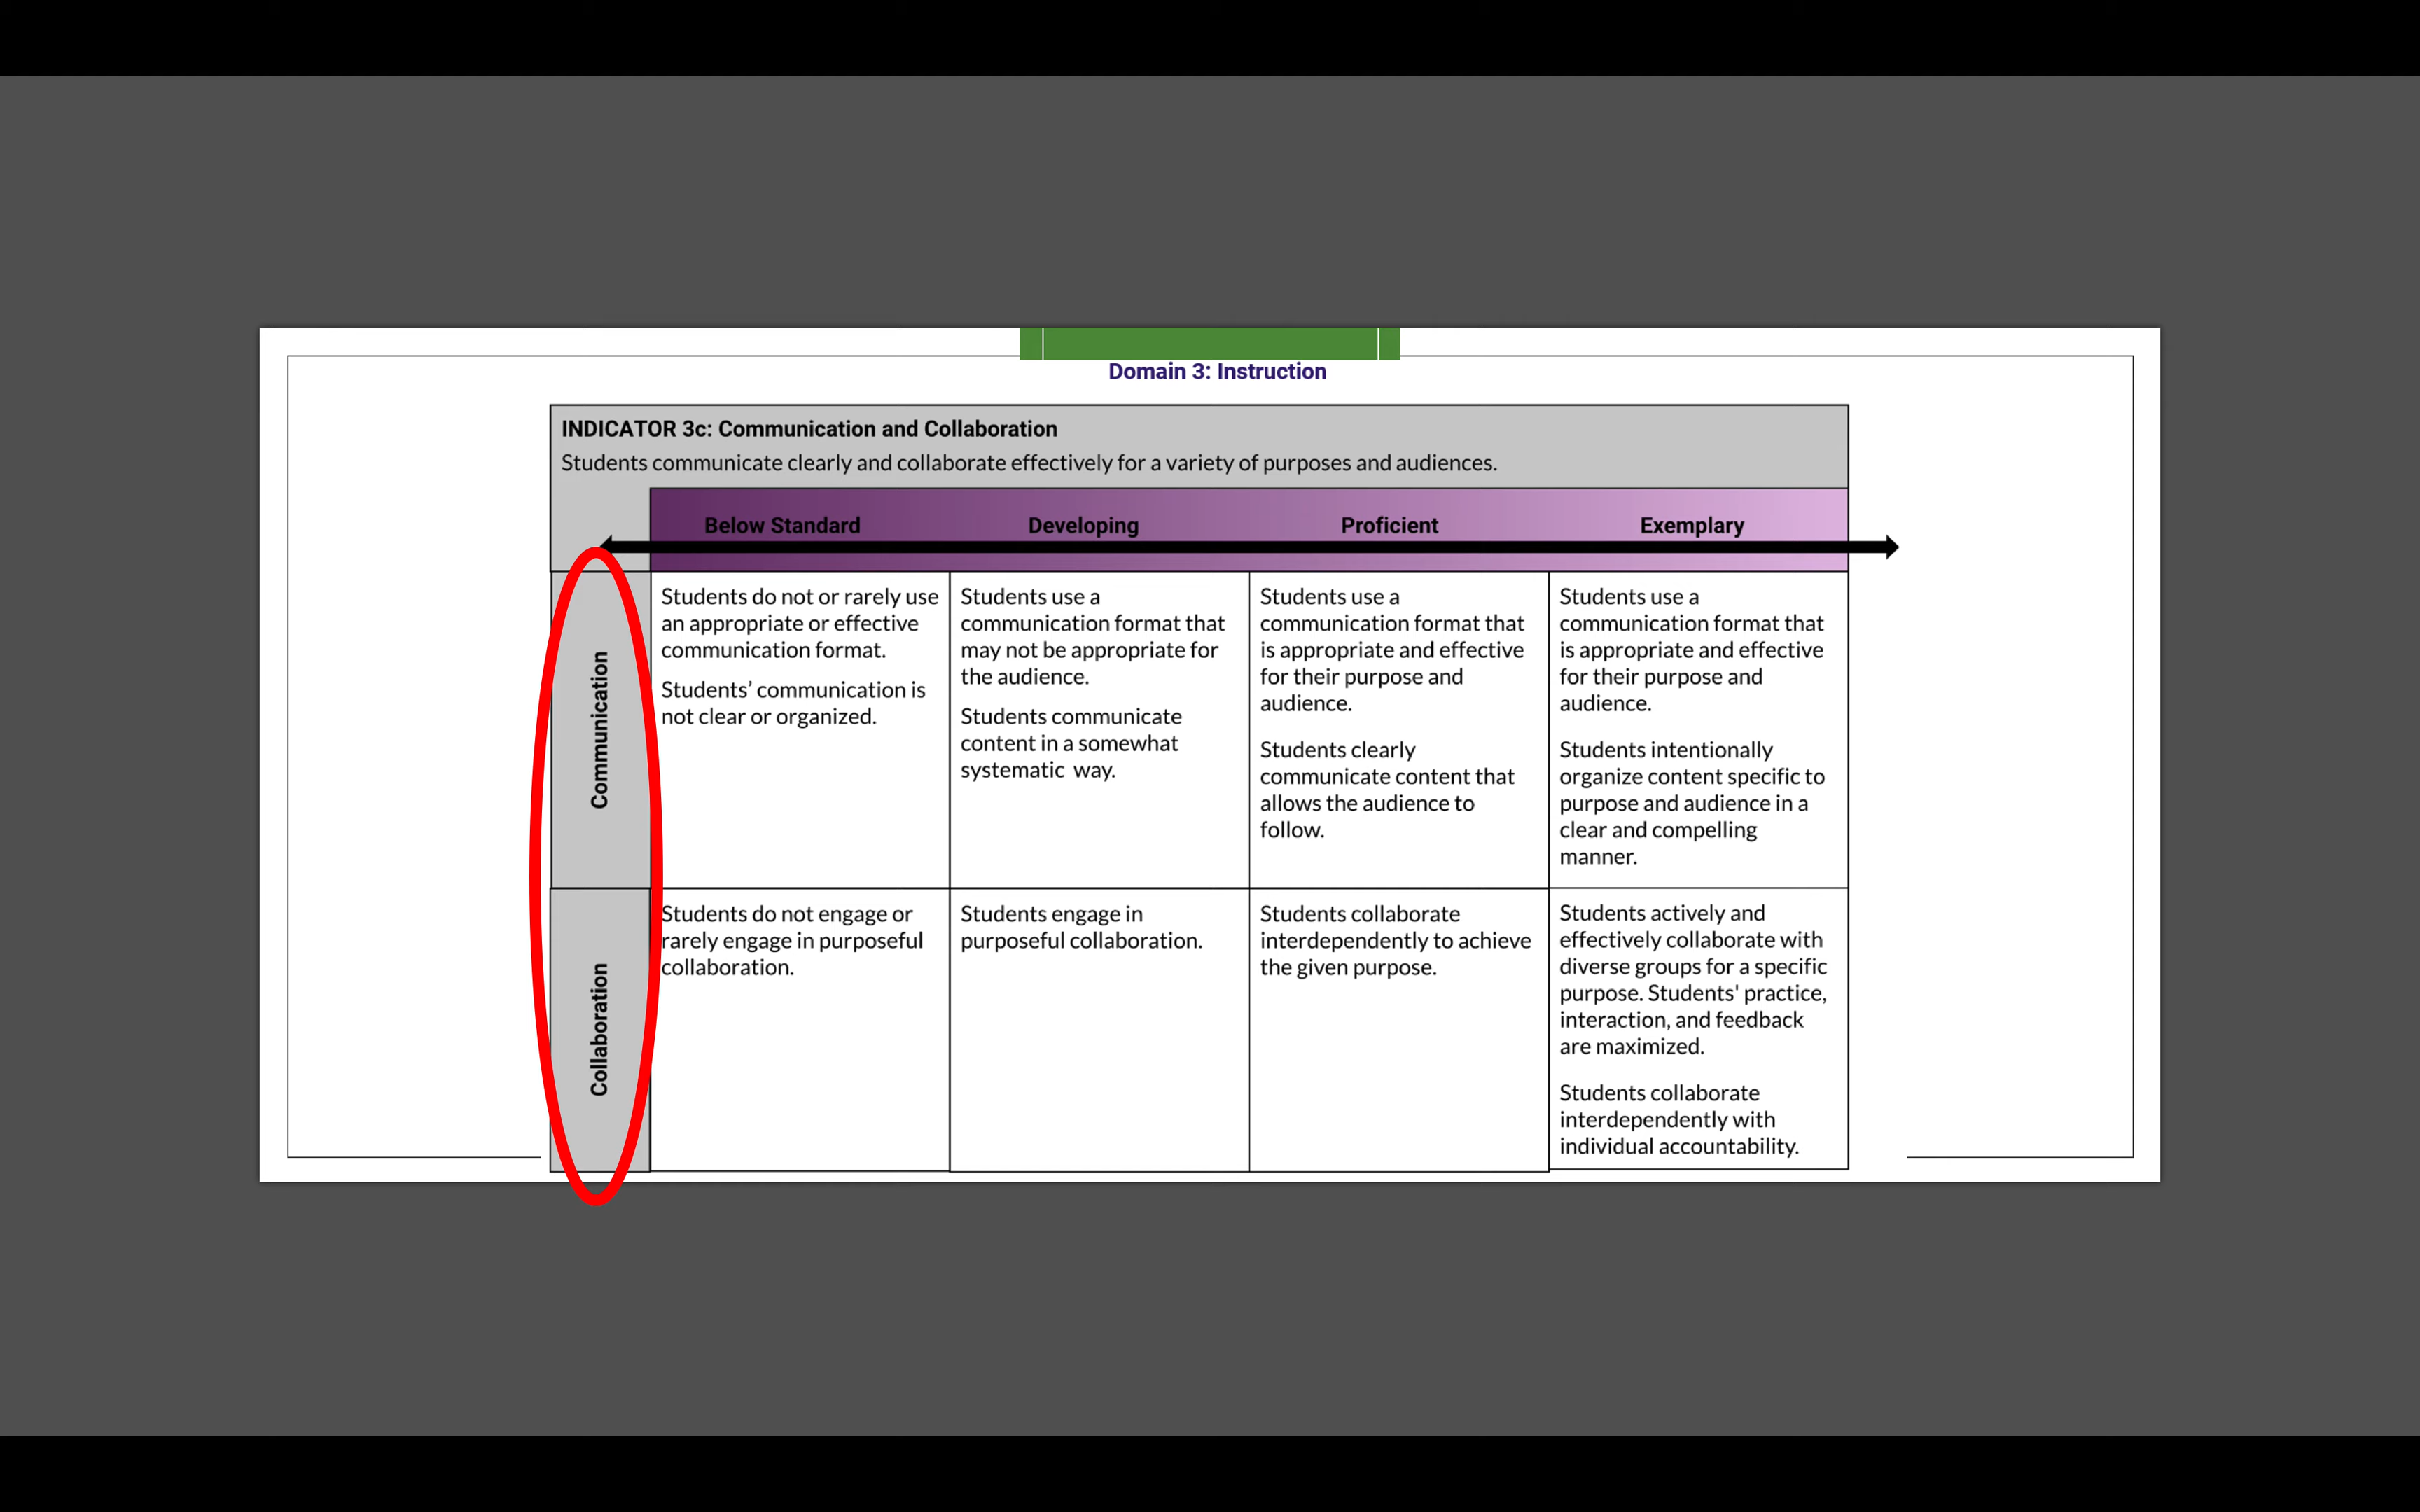 Domain 3: Instruction
INDICATOR 3c: Communication and Collaboration
Students communicate clearly and collaborate effectively for a variety of purposes and audiences.
Below Standard
Developing
Proficient
Exemplary
Communication
Students do not or rarely use
an appropriate or effective
communication format.
Students’ communication is
not clear or organized.
Students use a
communication format that
may not be appropriate for
the audience.
Students communicate
content in a somewhat
systematic way.
Students use a
communication format that
is appropriate and effective
for their purpose and
audience.
Students clearly
communicate content that
allows the audience to
follow.
Students use a
communication format that
is appropriate and effective
for their purpose and
audience.
Students intentionally
organize content specific to
purpose and audience in a
clear and compelling
manner.
Collaboration
Students do not engage or
rarely engage in purposeful
collaboration.
Students engage in
purposeful collaboration.
Students collaborate
interdependently to achieve
the given purpose.
Students actively and
effectively collaborate with
diverse groups for a specific
purpose. Students' practice,
interaction, and feedback
are maximized.
Students collaborate
interdependently with
individual accountability.